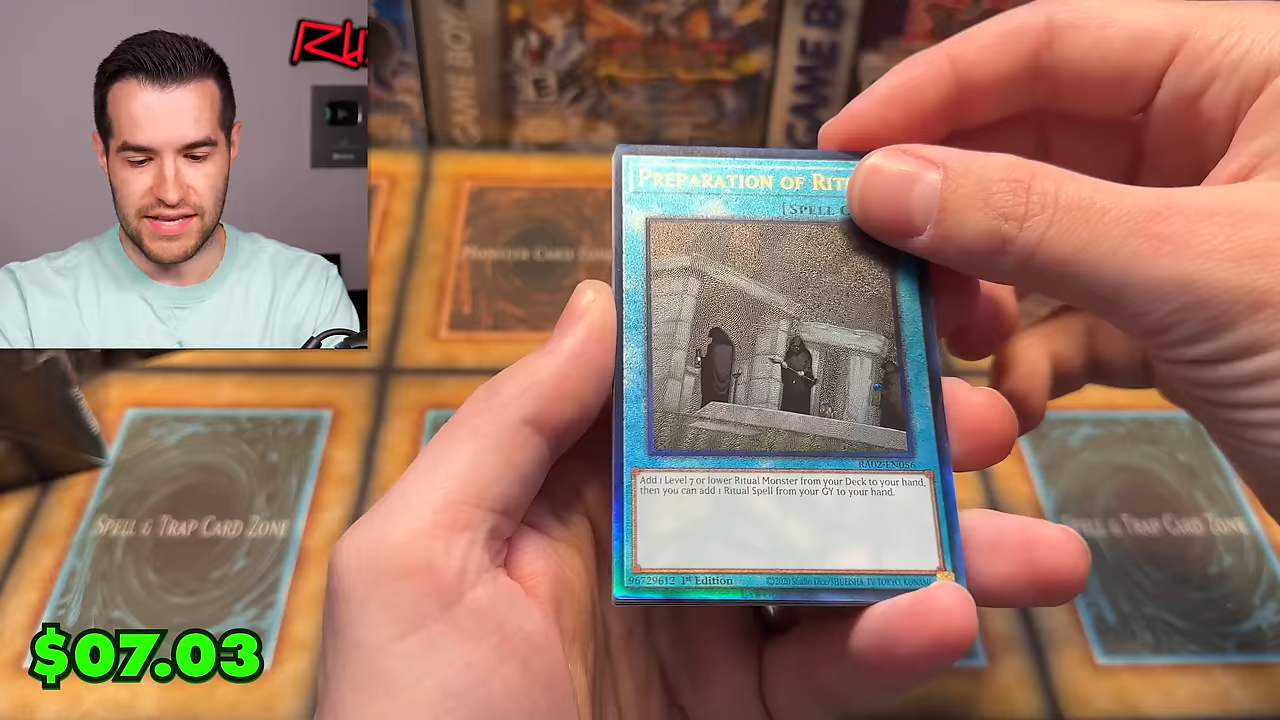 GAME BOY
GAME B
PREPARATION OF RIT
[SPELL C
MONSTER CARD ZONE
RA02-EN056
Add 1 Level 7 or lower Ritual Monster from your Deck to your hand,
then you can add 1 Ritual Spell from your GY to your hand.
SPELL & TRAP CARD ZONE
SPELL & TRAP CARD ZONE
96729612 1st Edition ©2020 Studio Dice/SHUEISHA, TV TOKYO, KONAMI
$07.03